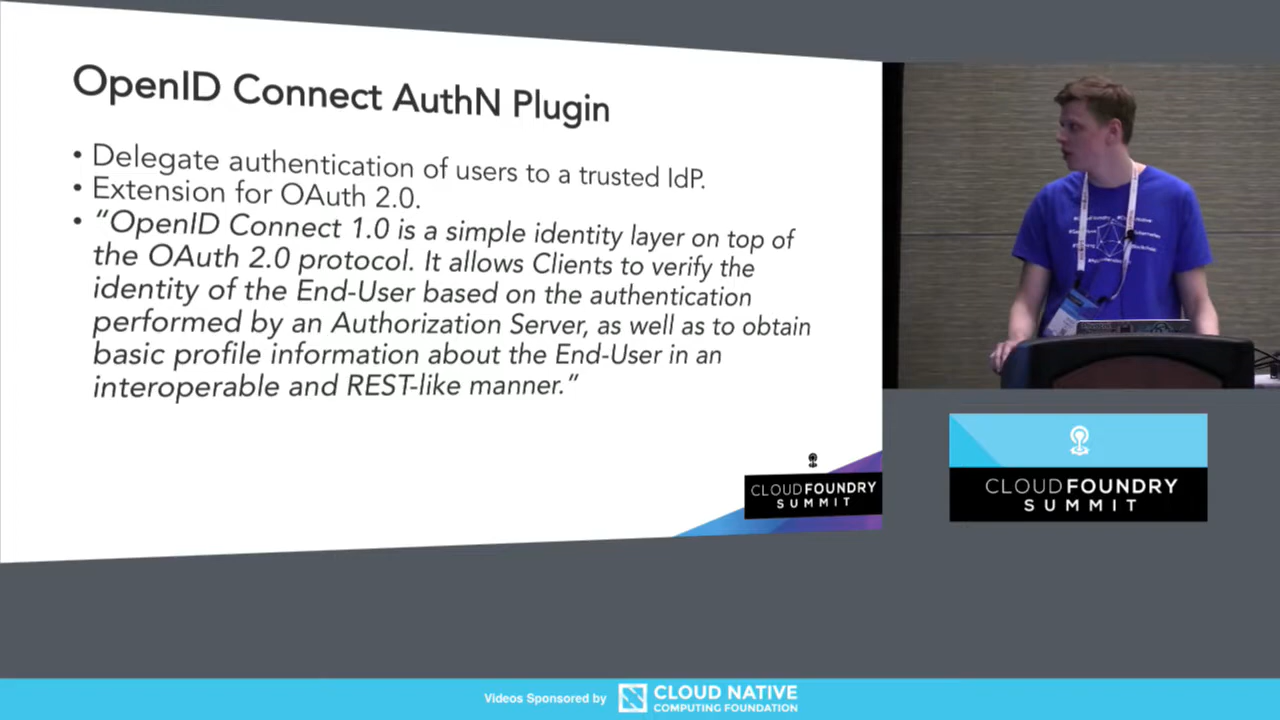 OpenID Connect AuthN Plugin
• Delegate authentication of users to a trusted IdP.
• Extension for OAuth 2.0.
• “OpenID Connect 1.0 is a simple identity layer on top of
the OAuth 2.0 protocol. It allows Clients to verify the
identity of the End-User based on the authentication
performed by an Authorization Server, as well as to obtain
basic profile information about the End-User in an
interoperable and REST-like manner.”
CLOUDFOUNDRY
SUMMIT
CLOUDFOUNDRY
SUMMIT
Videos Sponsored by
CLOUD NATIVE
COMPUTING FOUNDATION